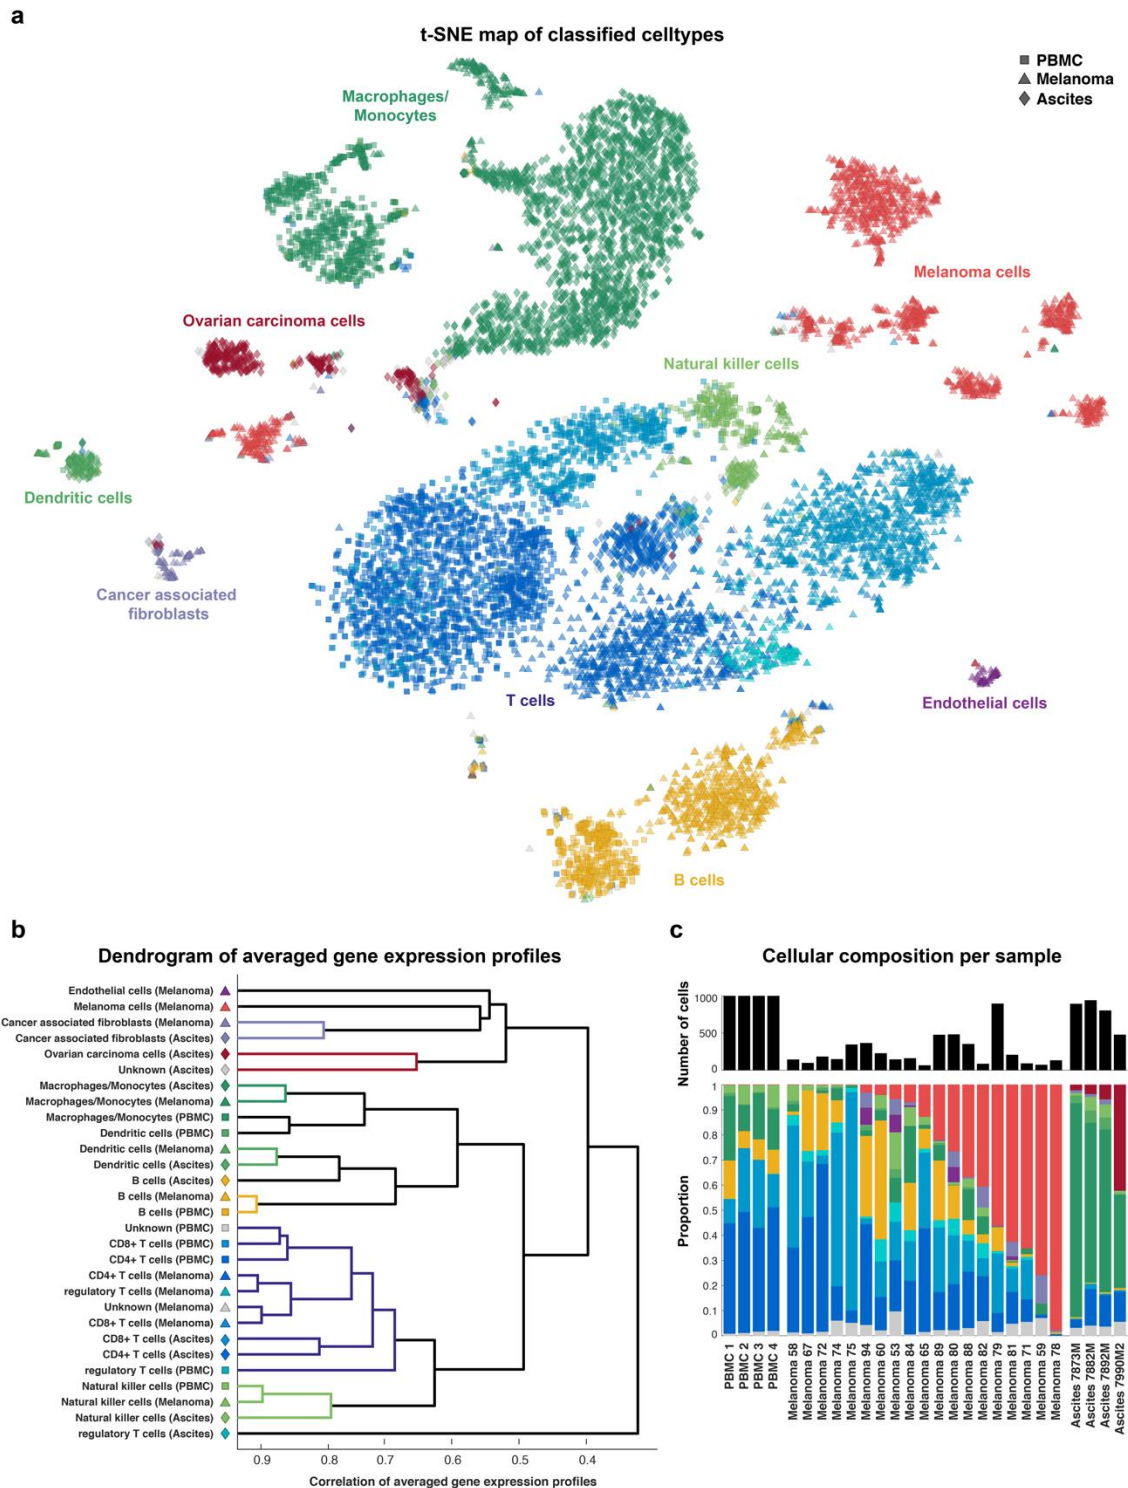 a
t-SNE map of classified celltypes
PBMC
Melanoma
Ascites
Macrophages/
Monocytes
Melanoma cells
Ovarian carcinoma cells
Natural killer cells
Dendritic cells
Cancer associated
fibroblasts
T cells
Endothelial cells
B cells
b
Dendrogram of averaged gene expression profiles
Endothelial cells (Melanoma)
Melanoma cells (Melanoma)
Cancer associated fibroblasts (Melanoma)
Cancer associated fibroblasts (Ascites)
Ovarian carcinoma cells (Ascites)
Unknown (Ascites)
Macrophages/Monocytes (Ascites)
Macrophages/Monocytes (Melanoma)
Macrophages/Monocytes (PBMC)
Dendritic cells (PBMC)
Dendritic cells (Melanoma)
Dendritic cells (Ascites)
B cells (Ascites)
B cells (Melanoma)
B cells (PBMC)
Unknown (PBMC)
CD8+ T cells (PBMC)
CD4+ T cells (PBMC)
CD4+ T cells (Melanoma)
regulatory T cells (Melanoma)
Unknown (Melanoma)
CD8+ T cells (Melanoma)
CD8+ T cells (Ascites)
CD4+ T cells (Ascites)
regulatory T cells (PBMC)
Natural killer cells (PBMC)
Natural killer cells (Melanoma)
Natural killer cells (Ascites)
regulatory T cells (Ascites)
0.9 0.8 0.7 0.6 0.5 0.4
Correlation of averaged gene expression profiles
c
Cellular composition per sample
Number of cells
1000
500
0
Proportion
1
0.9
0.8
0.7
0.6
0.5
0.4
0.3
0.2
0.1
0
PBMC 1
PBMC 2
PBMC 3
PBMC 4
Melanoma 58
Melanoma 67
Melanoma 72
Melanoma 74
Melanoma 75
Melanoma 94
Melanoma 60
Melanoma 53
Melanoma 84
Melanoma 65
Melanoma 89
Melanoma 80
Melanoma 88
Melanoma 82
Melanoma 79
Melanoma 81
Melanoma 71
Melanoma 59
Melanoma 78
Ascites 7873M
Ascites 7882M
Ascites 7892M
Ascites 7990M2